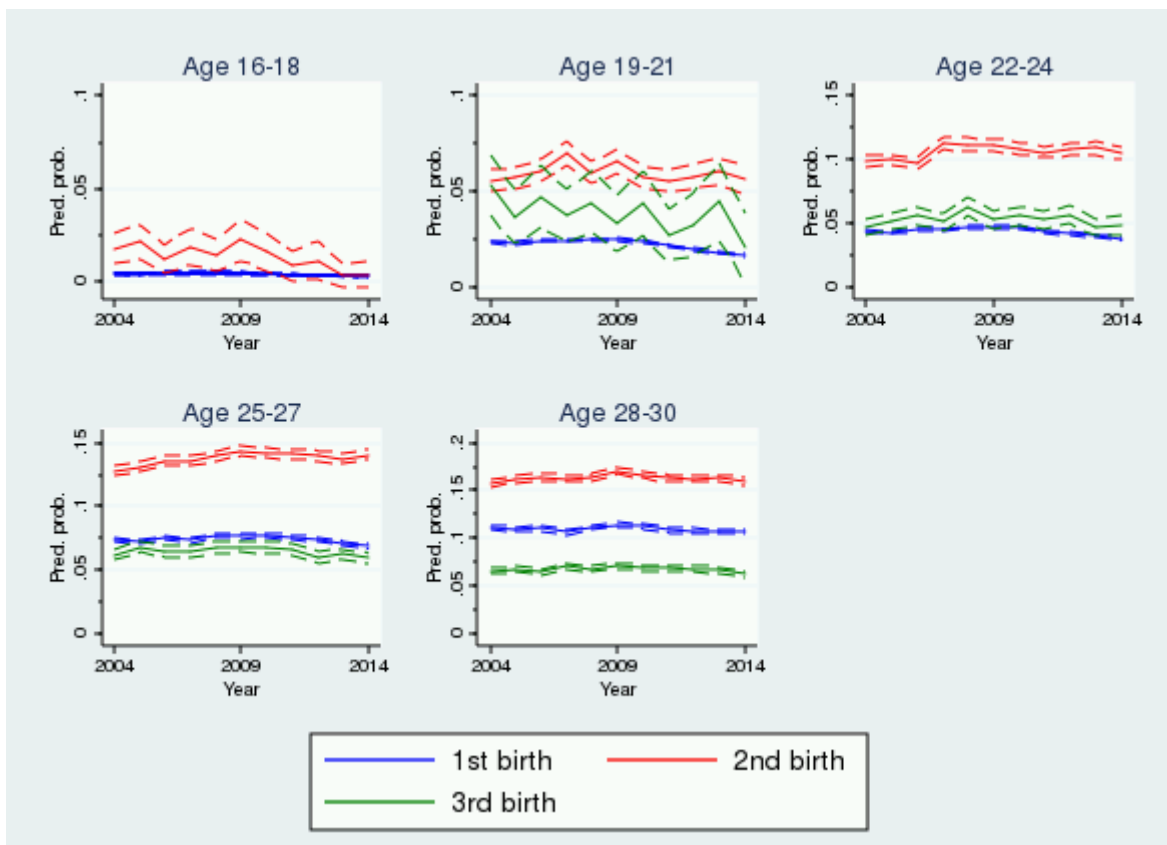 Age 16-18
Pred. prob.
.1
.05
0
2004 2009 2014
Year
Age 19-21
Pred. prob.
.1
.05
0
2004 2009 2014
Year
Age 22-24
Pred. prob.
.15
.1
.05
0
2004 2009 2014
Year
Age 25-27
Pred. prob.
.15
.1
.05
0
2004 2009 2014
Year
Age 28-30
Pred. prob.
.2
.15
.1
.05
0
2004 2009 2014
Year
1st birth 2nd birth
3rd birth